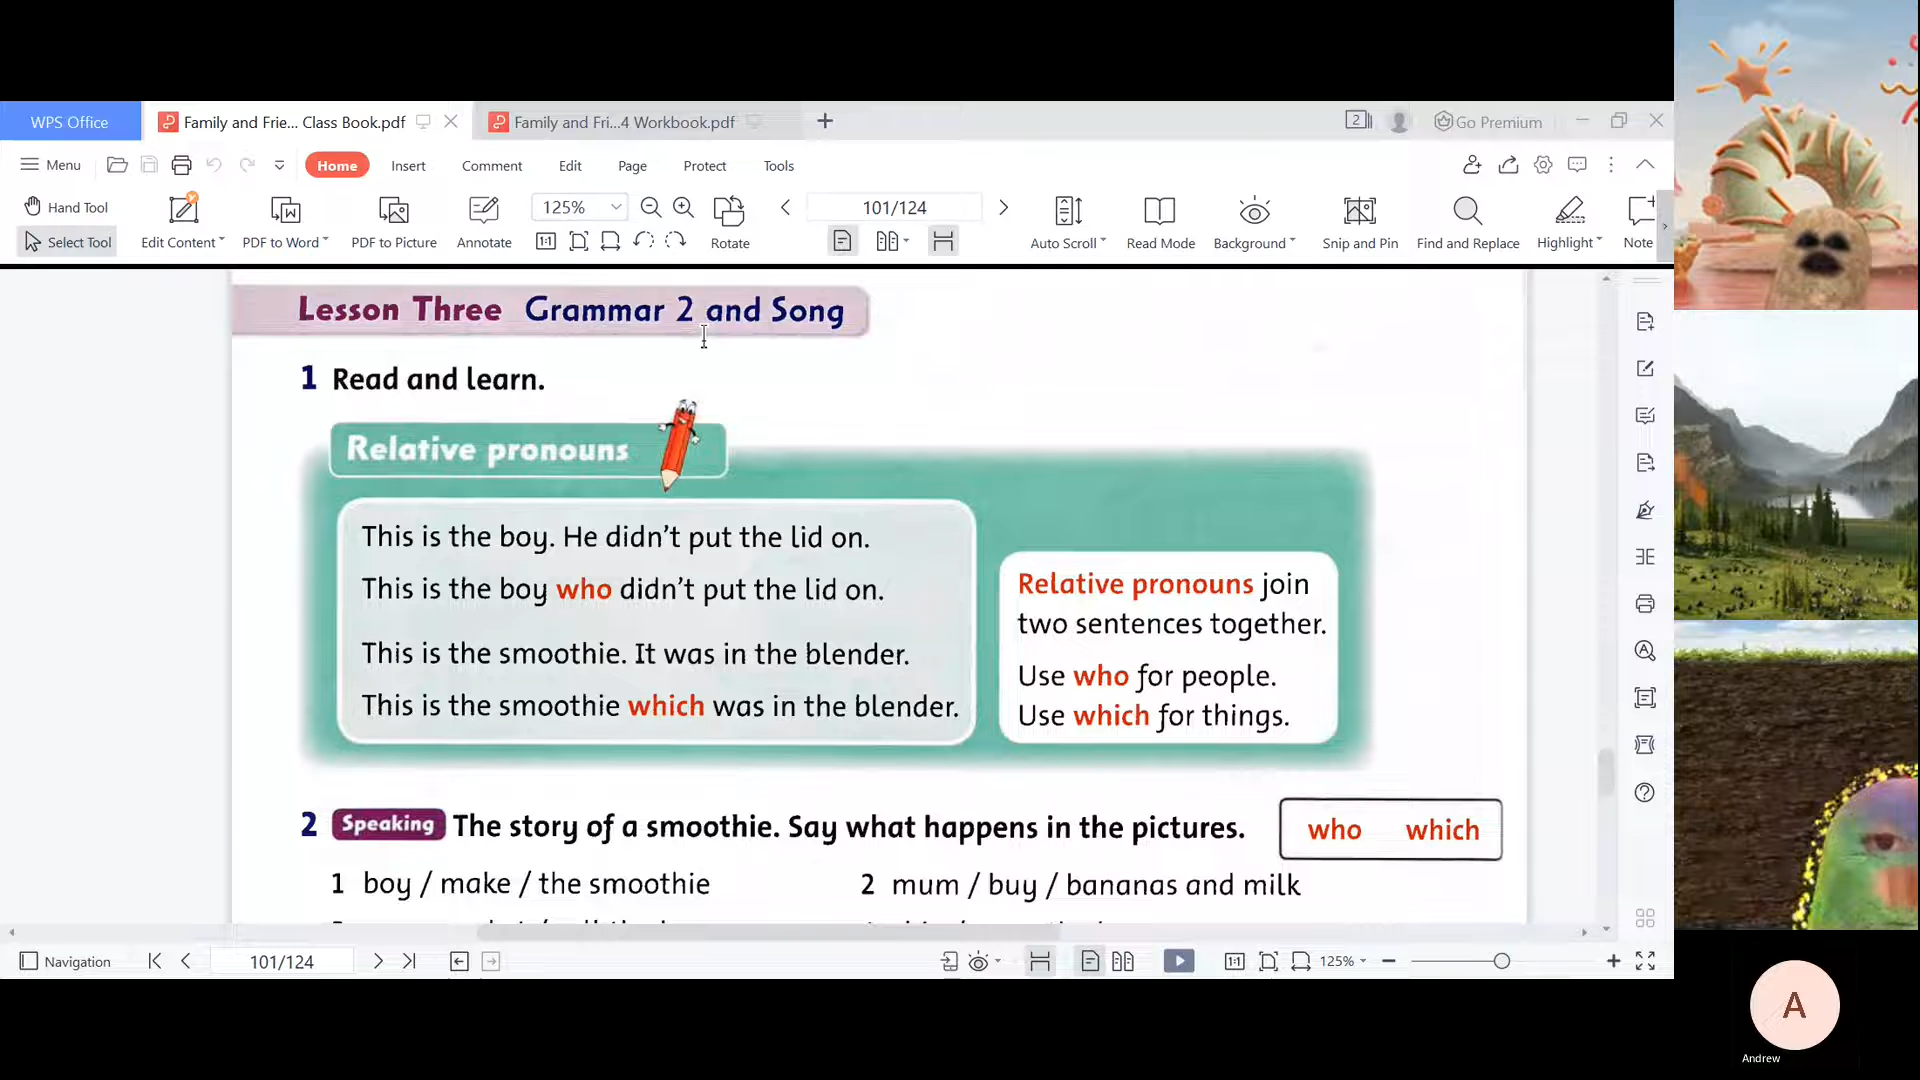 WPS Office
Family and Frie... Class Book.pdf
Family and Fri...4 Workbook.pdf
2
Go Premium
Menu
Home
Insert
Comment
Edit
Page
Protect
Tools
Hand Tool
Select Tool
Edit Content
PDF to Word
PDF to Picture
Annotate
125%
1:1
Rotate
101/124
Auto Scroll
Read Mode
Background
Snip and Pin
Find and Replace
Highlight
Note
Lesson Three Grammar 2 and Song
1 Read and learn.
Relative pronouns
This is the boy. He didn't put the lid on.
This is the boy who didn't put the lid on.
This is the smoothie. It was in the blender.
This is the smoothie which was in the blender.
Relative pronouns join
two sentences together.
Use who for people.
Use which for things.
2 Speaking The story of a smoothie. Say what happens in the pictures.
who which
1 boy / make / the smoothie
2 mum / buy / bananas and milk
Navigation
101/124
1:1
125%
A
Andrew